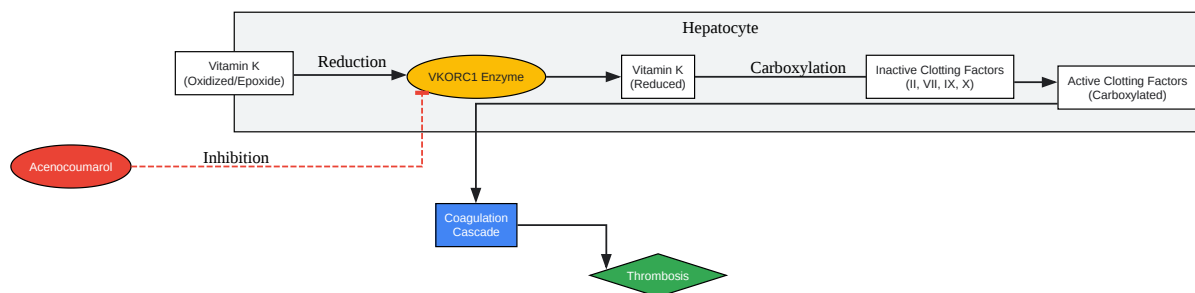 Hepatocyte
Vitamin K
(Oxidized/Epoxide)
Reduction
VKORC1 Enzyme
Vitamin K
(Reduced)
Carboxylation
Inactive Clotting Factors
(II, VII, IX, X)
Active Clotting Factors
(Carboxylated)
Acenocoumarol
Inhibition
Coagulation
Cascade
Thrombosis